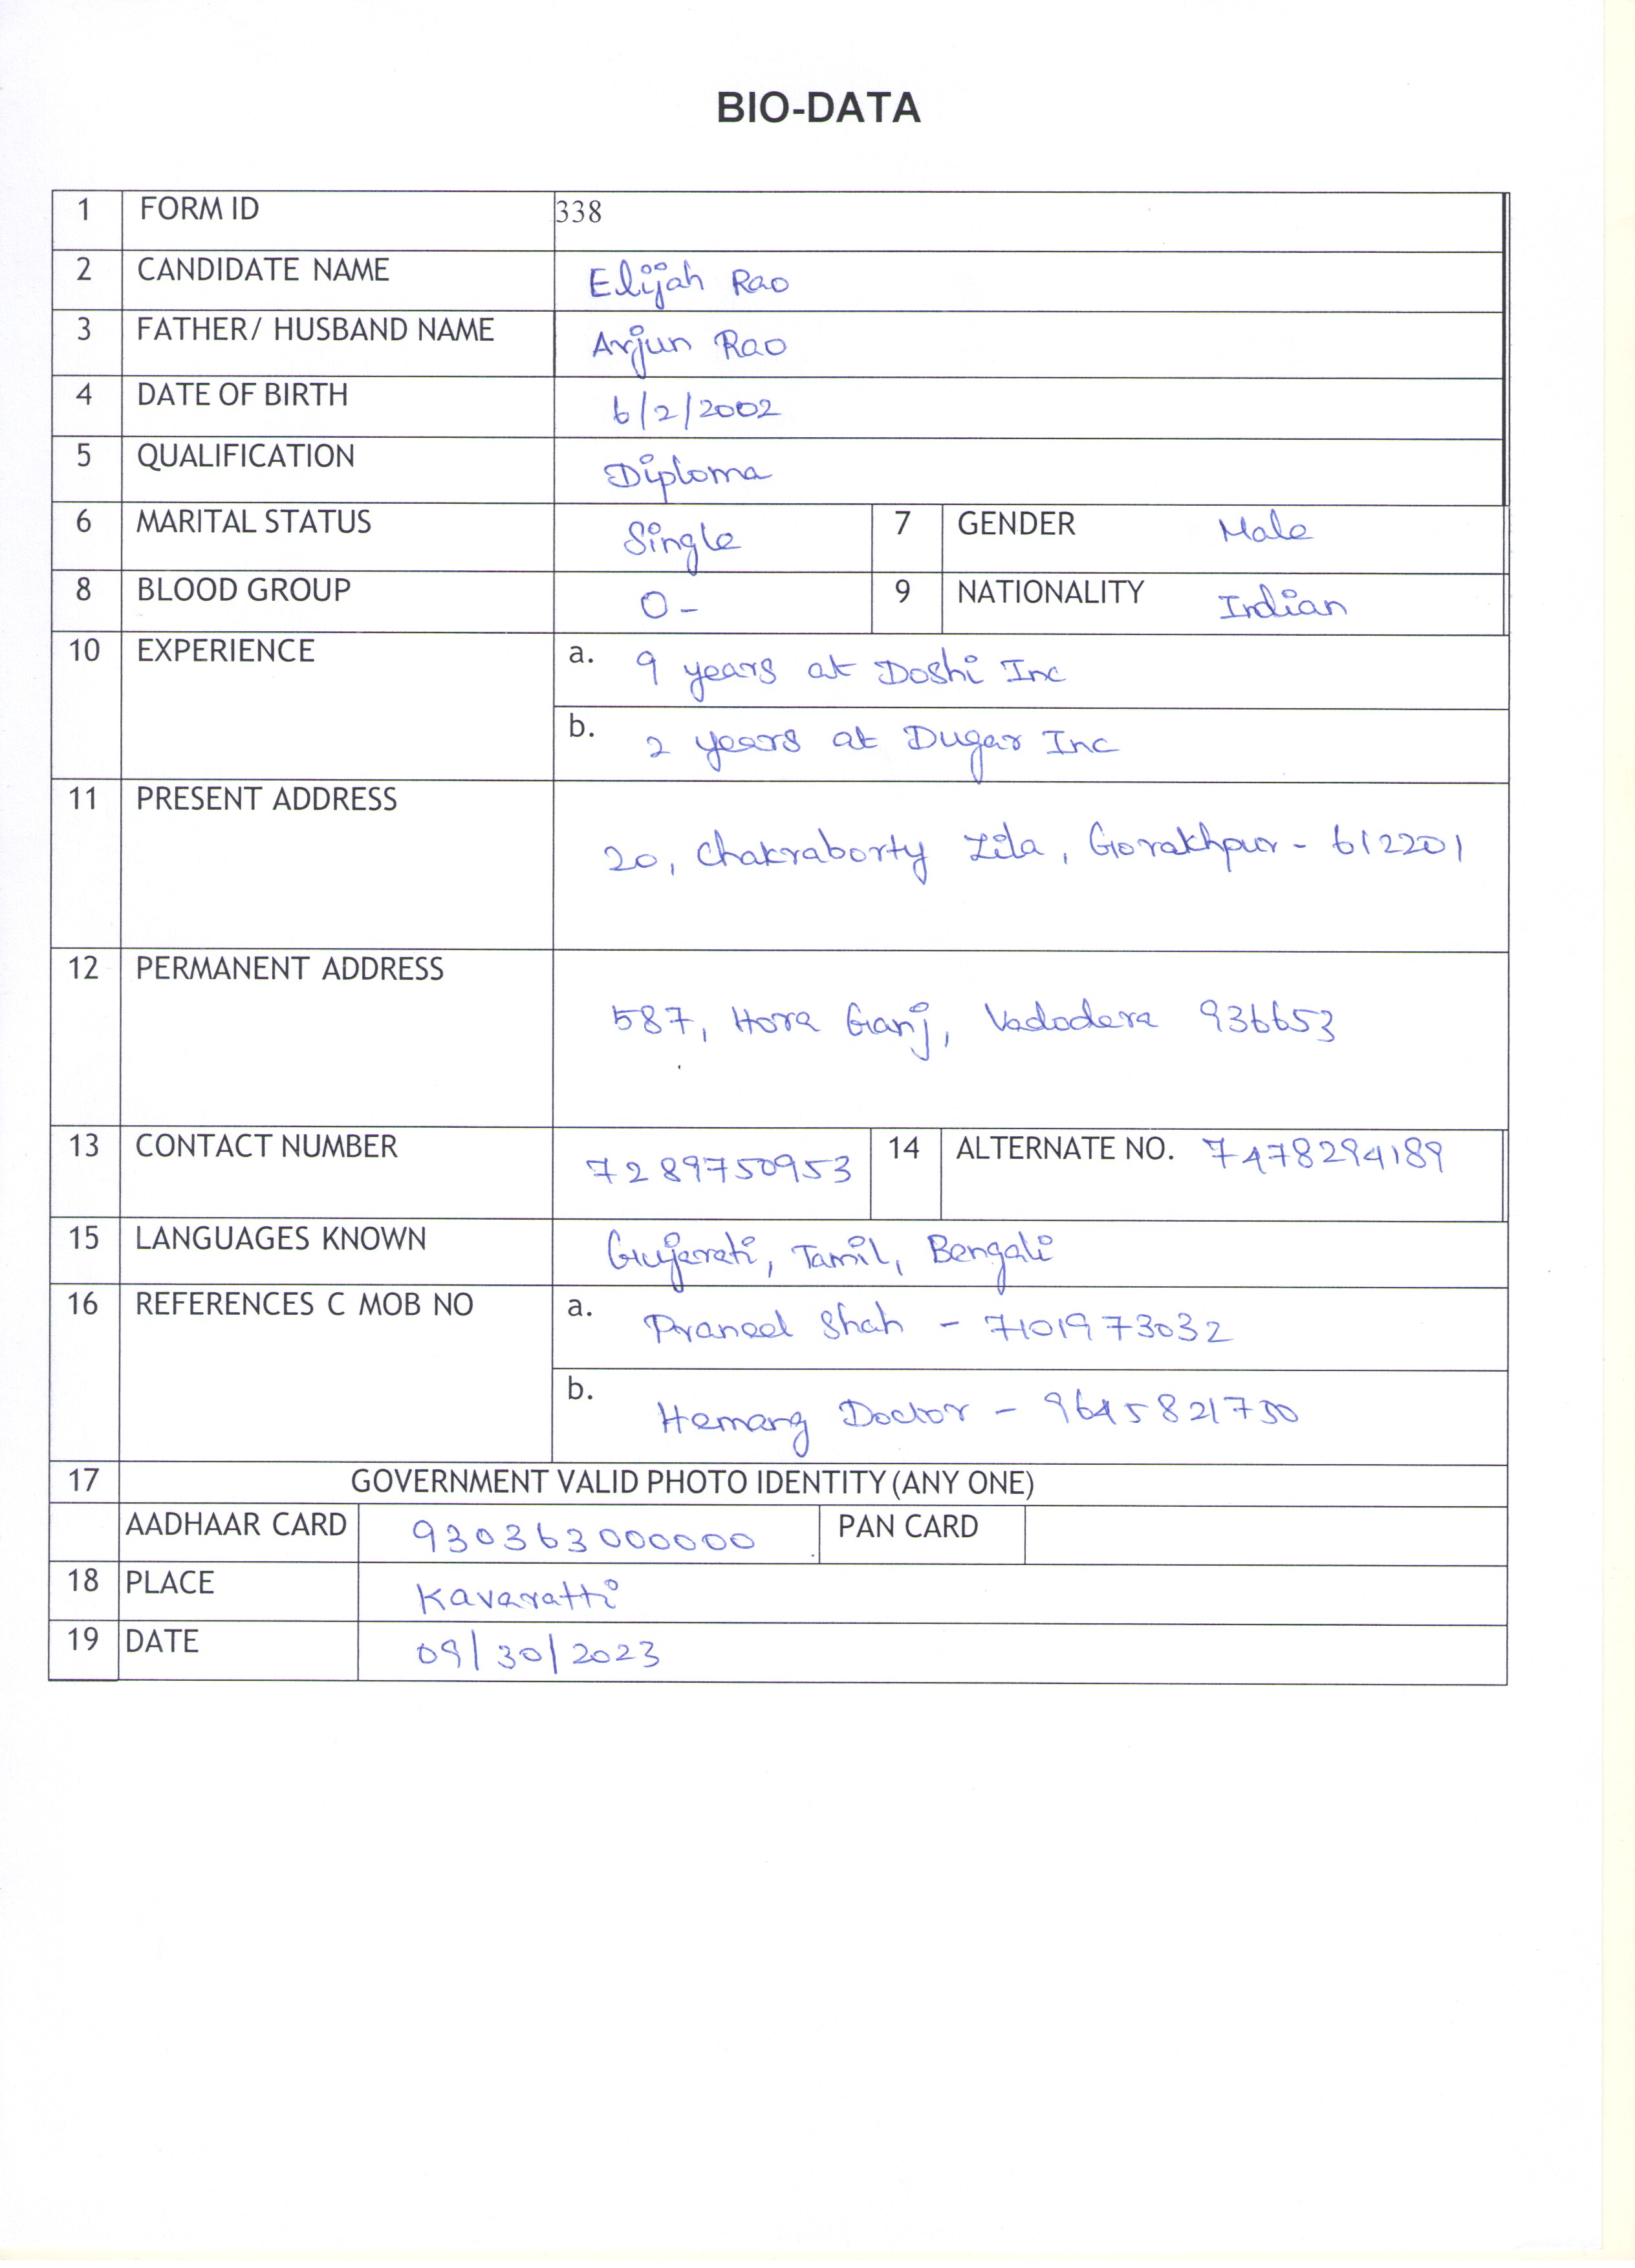 BIO-DATA
1 FORM ID 338
2 CANDIDATE NAME Elijah Rao
3 FATHER/ HUSBAND NAME Arjun Rao
4 DATE OF BIRTH 6/2/2002
5 QUALIFICATION Diploma
6 MARITAL STATUS Single 7 GENDER Male
8 BLOOD GROUP O- 9 NATIONALITY Indian
10 EXPERIENCE a. 9 years at Doshi Inc
b. 2 years at Dugar Inc
11 PRESENT ADDRESS
20, Chakraborty Zila, Gorakhpur - 612201
12 PERMANENT ADDRESS
587, Hora Ganj, Vadodara 936653
13 CONTACT NUMBER 7289750953 14 ALTERNATE NO. 7478294189
15 LANGUAGES KNOWN Gujarati, Tamil, Bengali
16 REFERENCES C MOB NO a. Praneel Shah - 7101973032
b. Hemang Doctor - 9645821730
17 GOVERNMENT VALID PHOTO IDENTITY (ANY ONE)
AADHAAR CARD 930363000000 PAN CARD
18 PLACE Kavaratti
19 DATE 09/30/2023